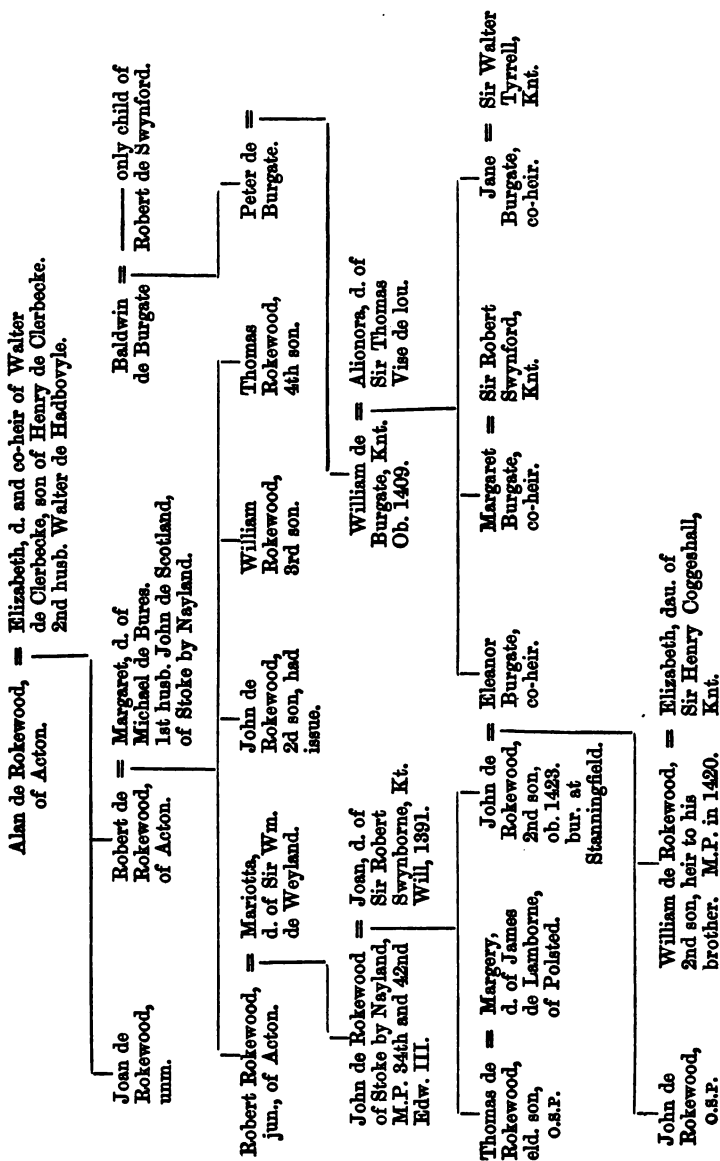 Alan de Rokewood, = Elizabeth, d. and co-heir of Walter
of Acton.
de Clerbecke, son of Henry de Clerbecke.
2nd husb. Walter de Hadbovyle.
Joan de
Rokewood,
unm.
Robert de =
Rokewood,
of Acton.
Margaret, d. of
Michael de Bures.
1st husb. John de Scotland,
of Stoke by Nayland.
Baldwin =
de Burgate
—— only child of
Robert de Swynford.
Robert Rokewood, =
jun., of Acton.
Mariotta,
d. of Sir Wm.
de Weyland.
John de
Rokewood,
2d son, had
issue.
William
Rokewood,
3rd son.
Thomas
Rokewood,
4th son.
Peter de =
Burgate.
John de Rokewood =
of Stoke by Nayland,
M.P. 34th and 42nd
Edw. III.
Joan, d. of
Sir Robert
Swynborne, Kt.
Will, 1391.
William de =
Burgate, Knt.
Ob. 1409.
Alionora, d. of
Sir Thomas
Vise de lou.
Thomas de =
Rokewood,
eld. son,
o.s.p.
Margery,
d. of James
de Lamborne,
of Polsted.
John de =
Rokewood,
2nd son,
ob. 1423.
bur. at
Stanningfield.
Eleanor
Burgate,
co-heir.
Margaret =
Burgate,
co-heir.
Sir Robert
Swynford,
Knt.
Jane =
Burgate,
co-heir.
Sir Walter
Tyrrell,
Knt.
John de
Rokewood,
o.s.p.
William de Rokewood, =
2nd son, heir to his
brother. M.P. in 1420.
Elizabeth, dau. of
Sir Henry Coggeshall,
Knt.